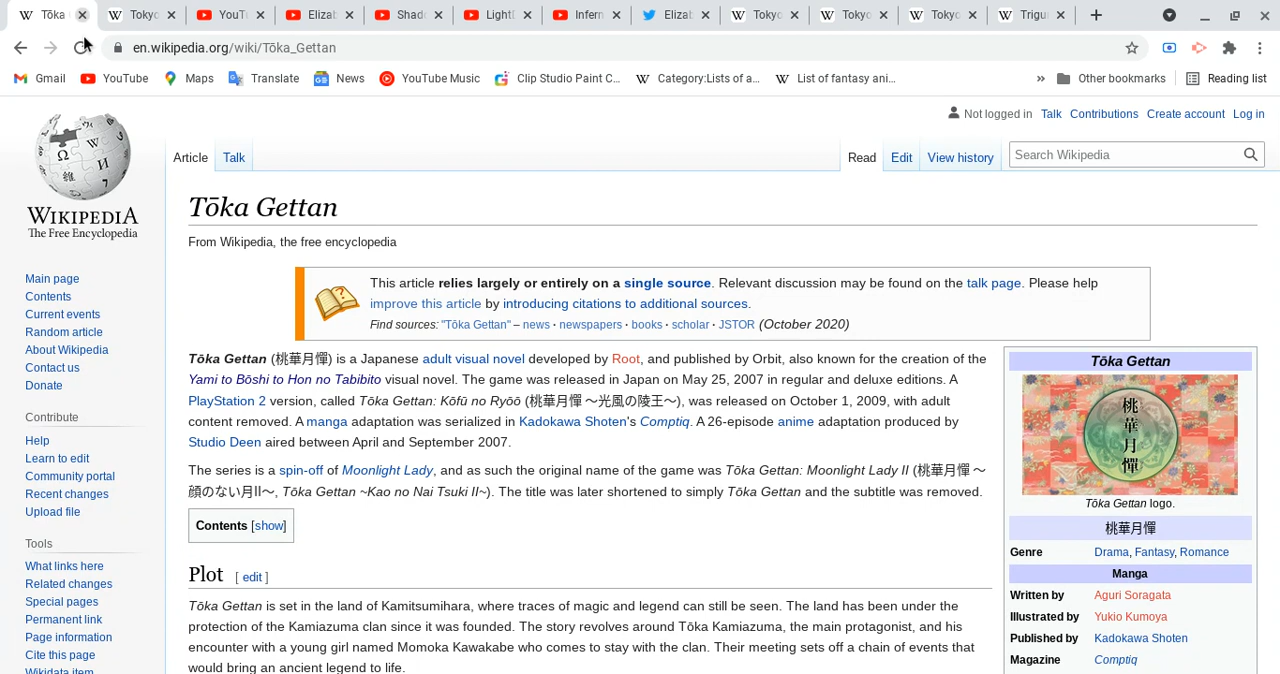 Tōka
Tokyo
YouTu
Elizab
Shado
Light
Infern
Elizab
Tokyo
Tokyo
Tokyo
Trigu
en.wikipedia.org/wiki/Tōka_Gettan
Gmail
YouTube
Maps
Translate
News
YouTube Music
Clip Studio Paint C...
Category:Lists of a...
List of fantasy ani...
»
Other bookmarks
Reading list
Not logged in Talk Contributions Create account Log in
Article Talk
Read Edit View history
Search Wikipedia
WIKIPEDIA
The Free Encyclopedia
Main page
Contents
Current events
Random article
About Wikipedia
Contact us
Donate
Contribute
Help
Learn to edit
Community portal
Recent changes
Upload file
Tools
What links here
Related changes
Special pages
Permanent link
Page information
Cite this page
Wikidata item
Tōka Gettan
From Wikipedia, the free encyclopedia
This article relies largely or entirely on a single source. Relevant discussion may be found on the talk page. Please help
improve this article by introducing citations to additional sources.
Find sources: "Tōka Gettan" – news · newspapers · books · scholar · JSTOR (October 2020)
Tōka Gettan (桃華月憚) is a Japanese adult visual novel developed by Root, and published by Orbit, also known for the creation of the
Yami to Bōshi to Hon no Tabibito visual novel. The game was released in Japan on May 25, 2007 in regular and deluxe editions. A
PlayStation 2 version, called Tōka Gettan: Kōfū no Ryōō (桃華月憚 ～光風の陵王～), was released on October 1, 2009, with adult
content removed. A manga adaptation was serialized in Kadokawa Shoten's Comptiq. A 26-episode anime adaptation produced by
Studio Deen aired between April and September 2007.
The series is a spin-off of Moonlight Lady, and as such the original name of the game was Tōka Gettan: Moonlight Lady II (桃華月憚 ～
顔のない月II～, Tōka Gettan ~Kao no Nai Tsuki II~). The title was later shortened to simply Tōka Gettan and the subtitle was removed.
Contents [show]
Plot [ edit ]
Tōka Gettan is set in the land of Kamitsumihara, where traces of magic and legend can still be seen. The land has been under the
protection of the Kamiazuma clan since it was founded. The story revolves around Tōka Kamiazuma, the main protagonist, and his
encounter with a young girl named Momoka Kawakabe who comes to stay with the clan. Their meeting sets off a chain of events that
would bring an ancient legend to life.
Tōka Gettan
桃華月憚
Tōka Gettan logo.
桃華月憚
Genre Drama, Fantasy, Romance
Manga
Written by Aguri Soragata
Illustrated by Yukio Kumoya
Published by Kadokawa Shoten
Magazine Comptiq